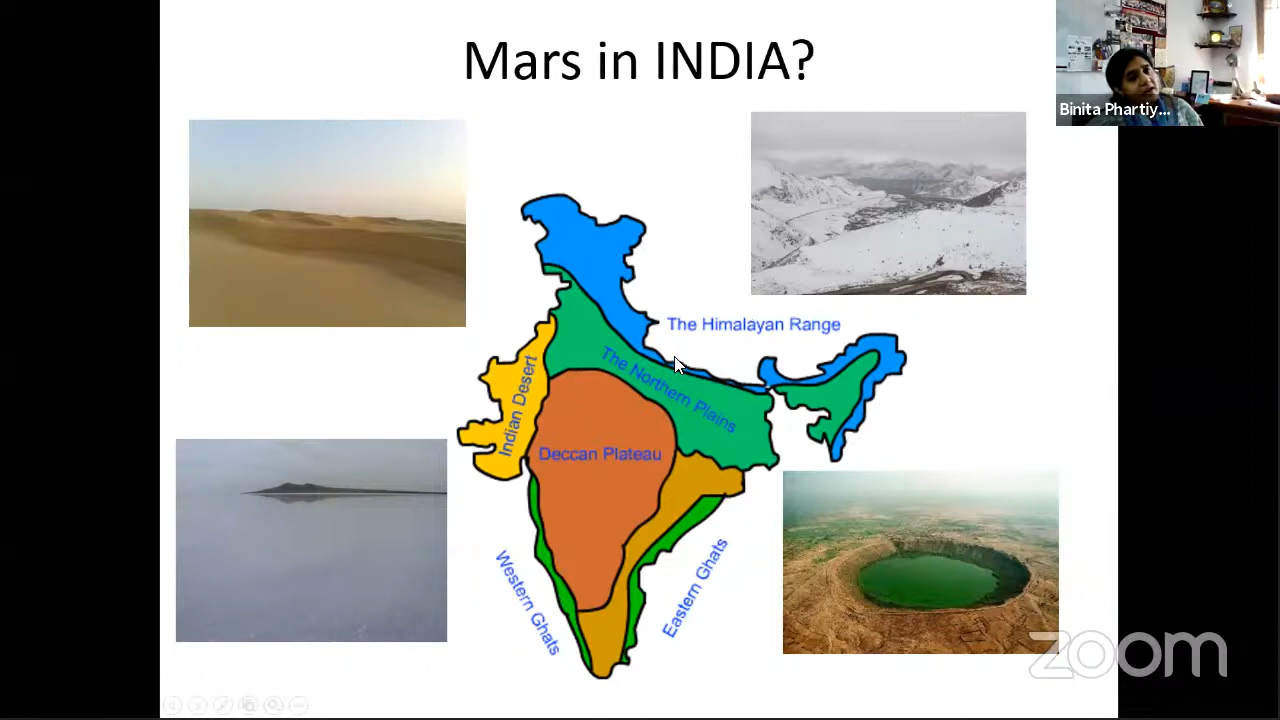 Mars in INDIA?
Binita Phartiy...
The Himalayan Range
The Northern Plains
Indian Desert
Deccan Plateau
Western Ghats
Eastern Ghats
zoom